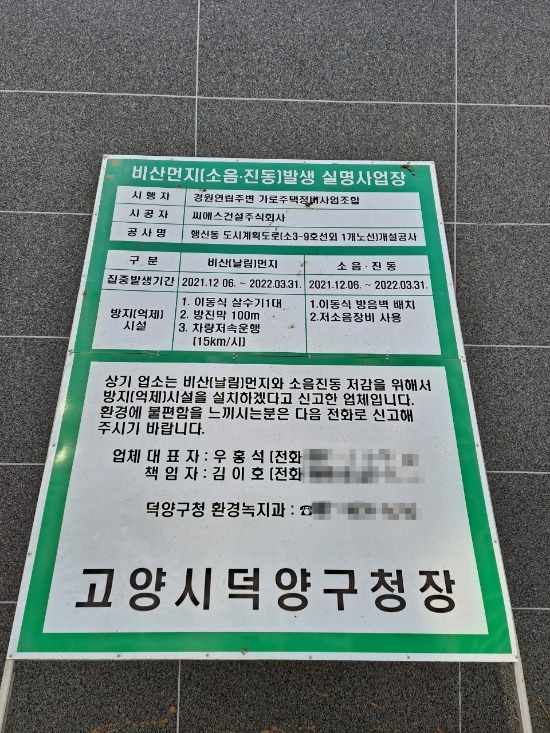 비산먼지(소음·진동)발생 실명사업장
시 행 자 경원연립주변 가로주택정비사업조합
시 공 자 씨에스건설주식회사
공 사 명 행신동 도시계획도로(소3-9호선외 1개노선)개설공사
구 분 비산(날림)먼지 소 음 · 진 동
집중발생기간 2021.12 06. ~ 2022.03.31. 2021.12.06. ~ 2022.03.31.
방지(억제)시설 1. 이동식 살수기1대 1.이동식 방음벽 배치
2. 방진막 100m 2.저소음장비 사용
3. 차량저속운행
(15km/시)
상기 업소는 비산(날림)먼지와 소음진동 저감을 위해서
방지(억제)시설을 설치하겠다고 신고한 업체입니다.
환경에 불편함을 느끼시는분은 다음 전화로 신고해
주시기 바랍니다.
업체 대 표 자 : 우 홍 석 (전화
책 임 자 : 김 이 호 (전화
덕양구청 환경녹지과 : ☎
고양시덕양구청장